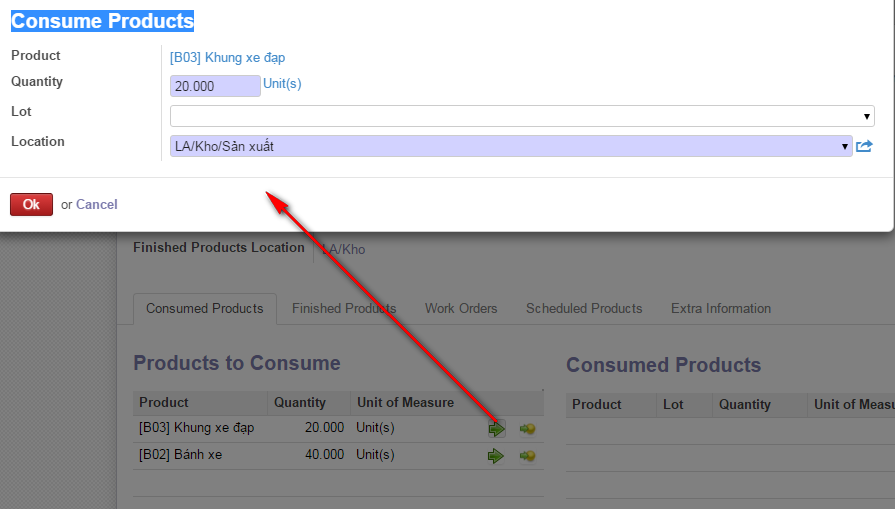 Consume Products
Product [B03] Khung xe đạp
Quantity 20.000 Unit(s)
Lot
Location LA/Kho/Sản xuất
Ok or Cancel
Finished Products Location LA/Kho
Consumed Products Finished Products Work Orders Scheduled Products Extra Information
Products to Consume Consumed Products
Product Quantity Unit of Measure Product Lot Quantity Unit of Measu
[B03] Khung xe đạp 20.000 Unit(s)
[B02] Bánh xe 40.000 Unit(s)